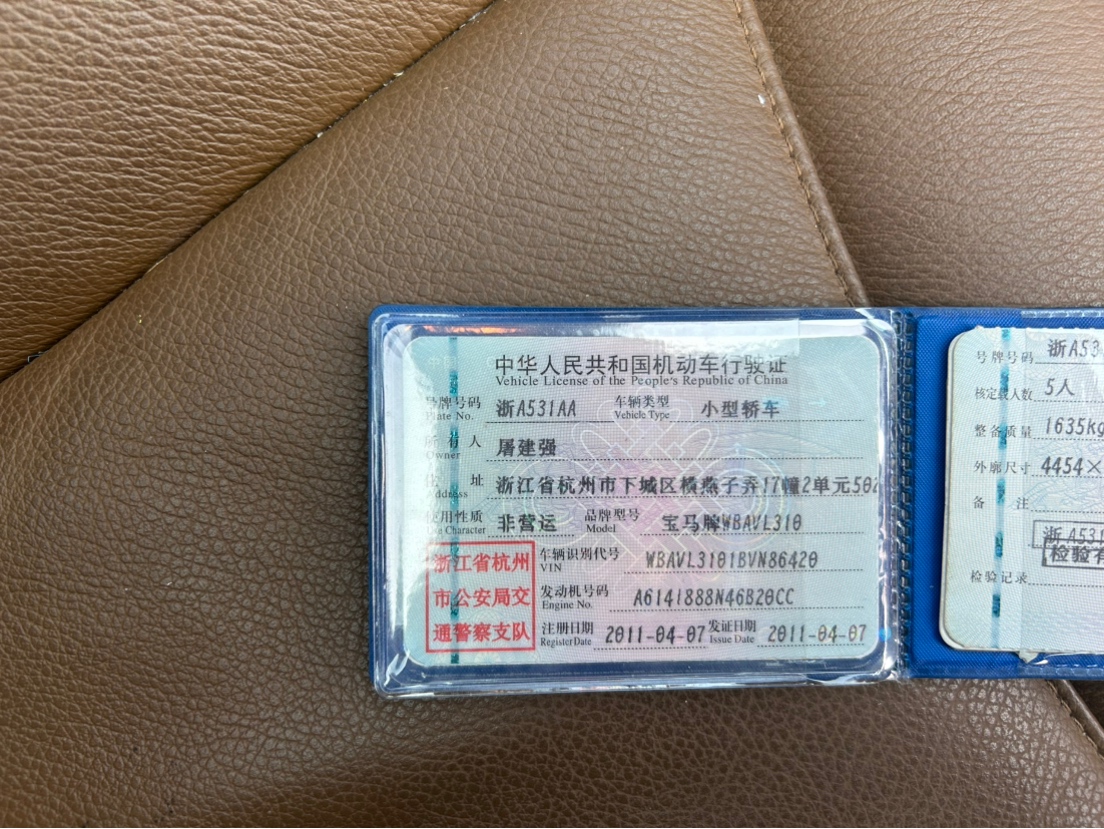 中华人民共和国机动车行驶证
Vehicle License of the People's Republic of China
号牌号码 浙A531AA 车辆类型 小型轿车
Plate No. Vehicle Type
所有人 屠建强
Owner
住 址 浙江省杭州市下城区横燕子弄17幢2单元502
Address
使用性质 非营运 品牌型号 宝马牌WBAVL310
Use Character Model
浙江省杭州
市公安局交
通警察支队
车辆识别代号 WBAVL3101BVN86420
VIN
发动机号码 A6141888N46B20CC
Engine No.
注册日期 2011-04-07 发证日期 2011-04-07
Register Date Issue Date
号牌号码 浙A53
核定载人数 5人
整备质量 1635kg
外廓尺寸 4454×
备 注
浙A531
检验有
检验记录